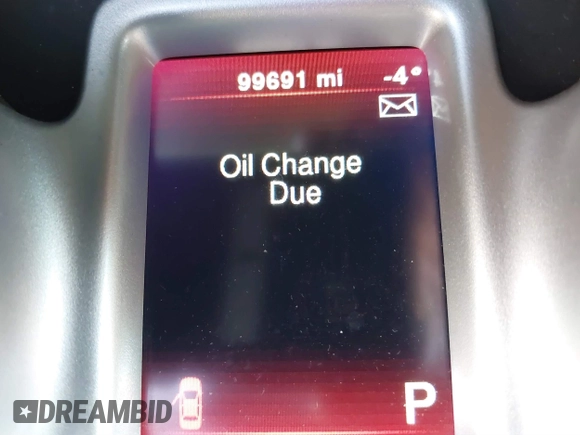 99691 mi -4°
Oil Change
Due
P
DREAMBID